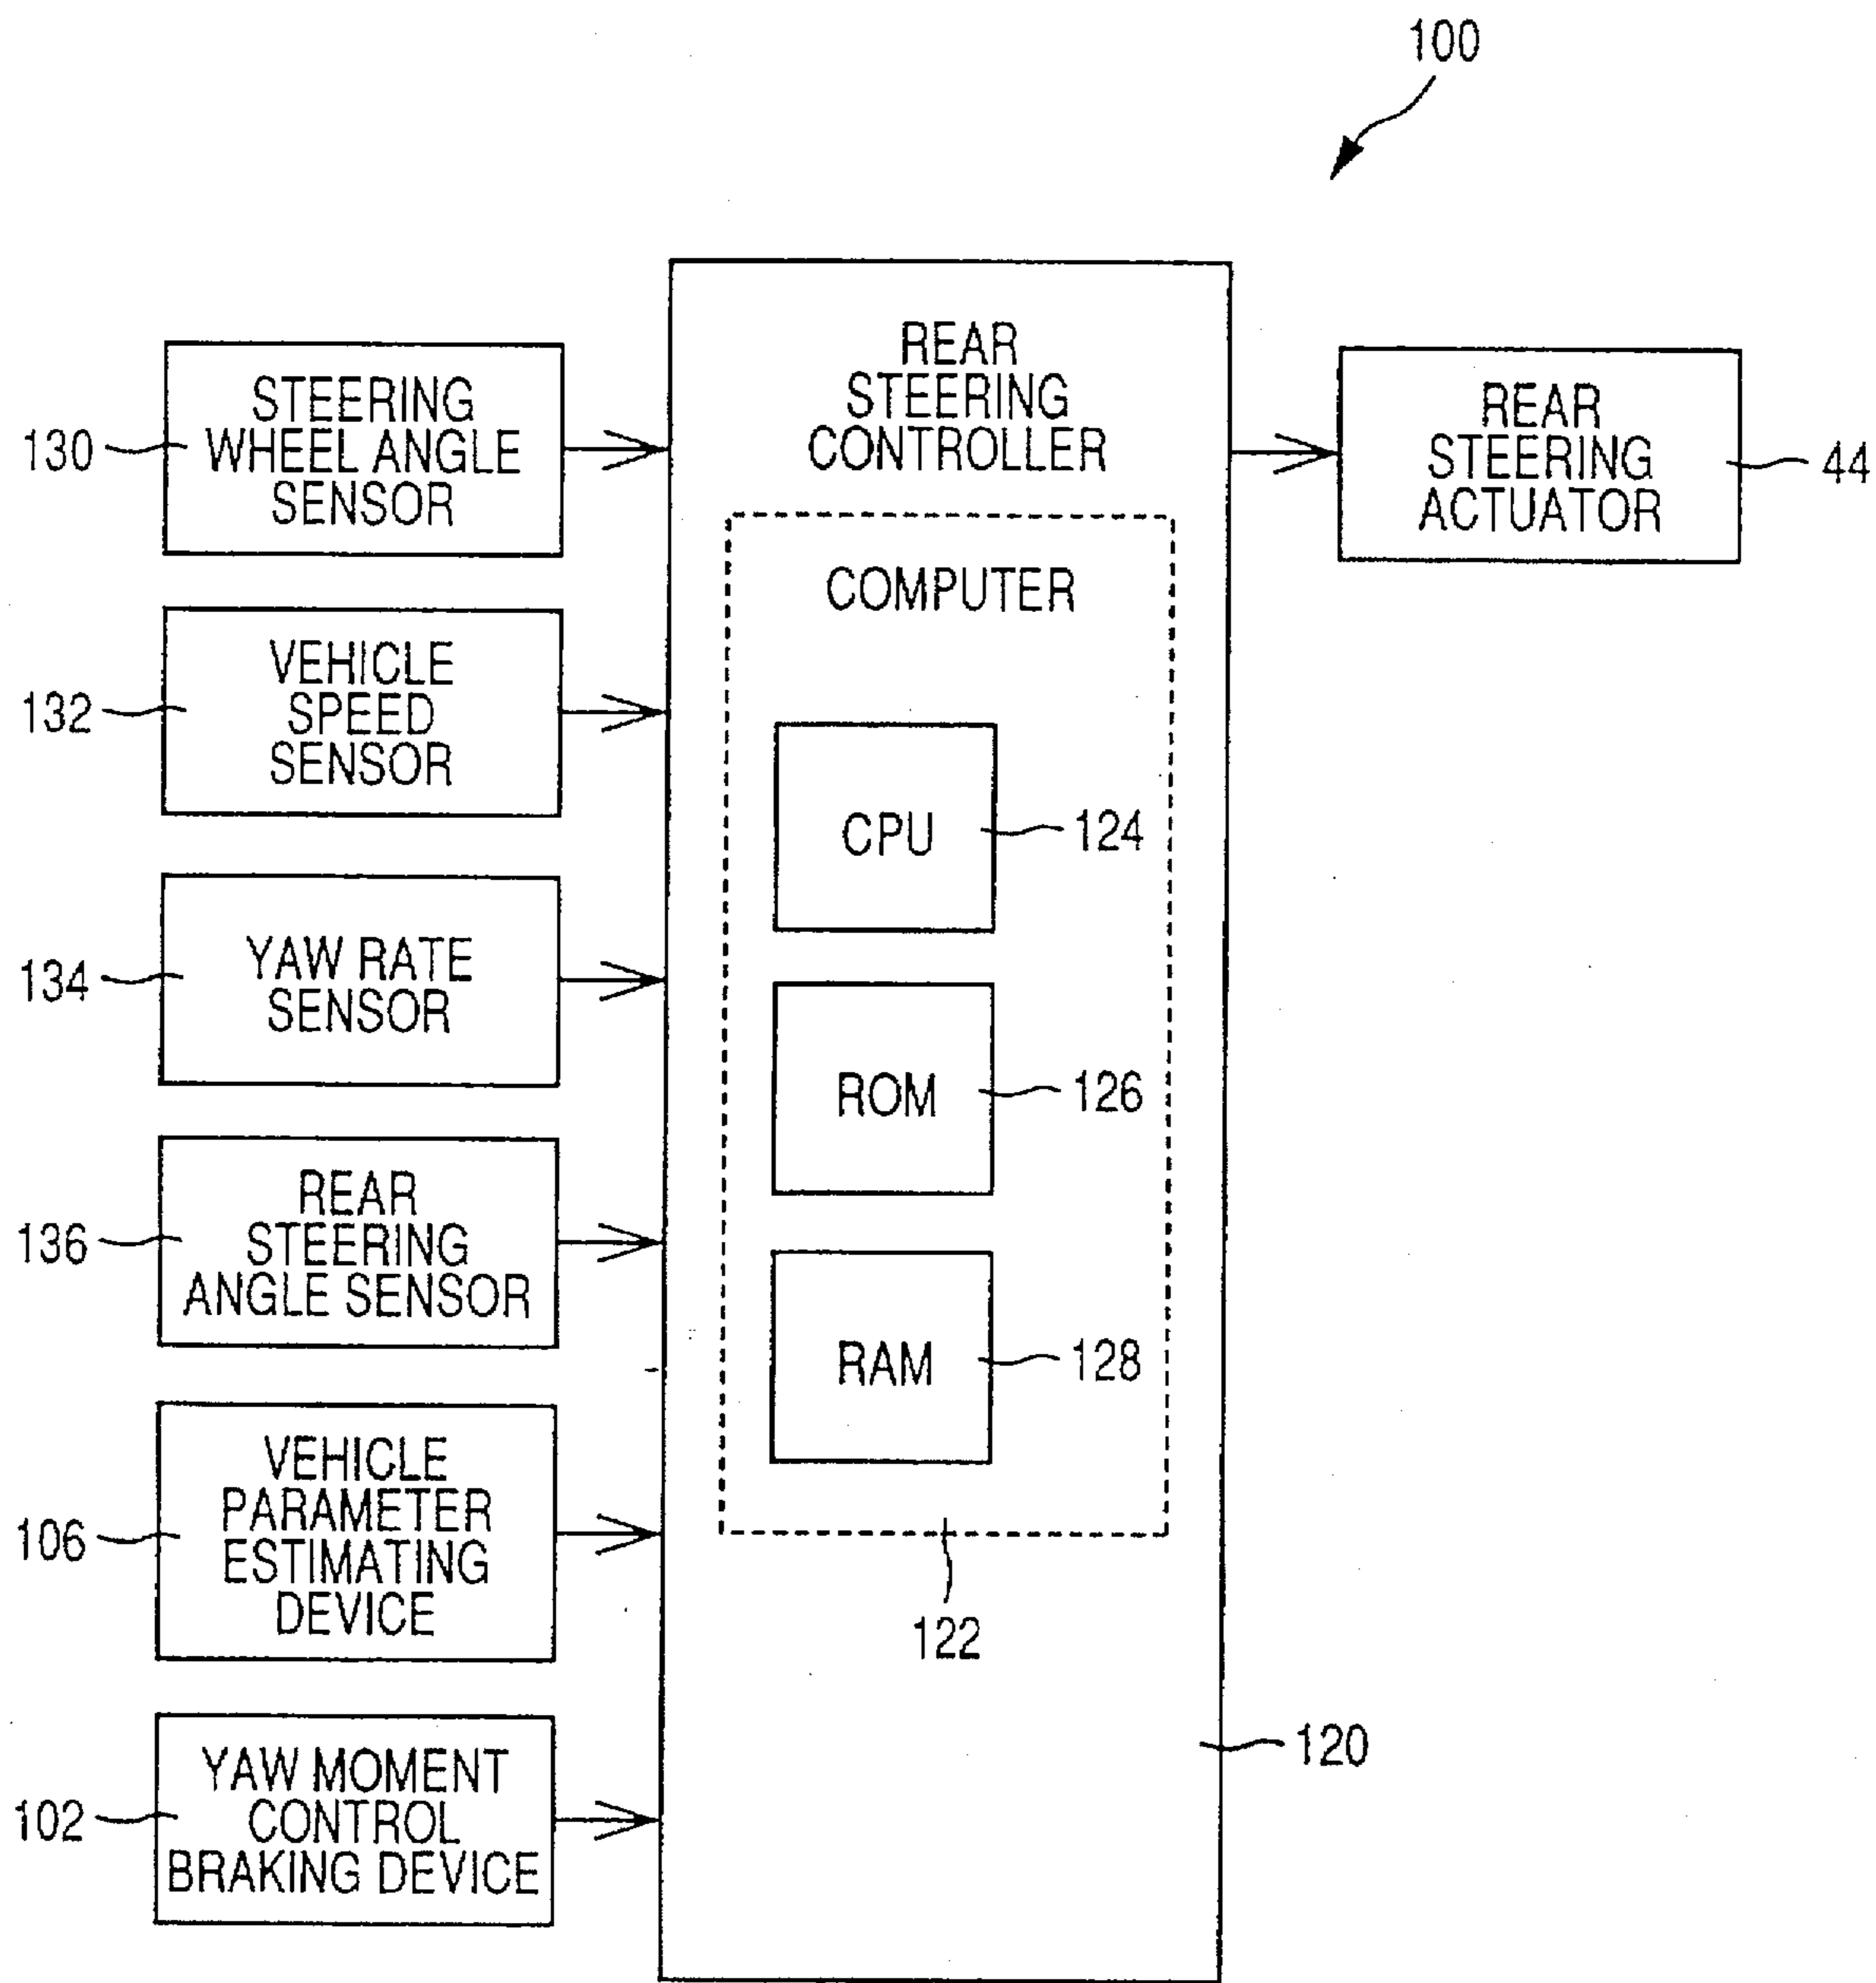 100
REAR
STEERING
CONTROLLER
STEERING
WHEEL ANGLE
SENSOR
130
REAR
STEERING
ACTUATOR
44
COMPUTER
VEHICLE
SPEED
SENSOR
132
CPU
124
YAW RATE
SENSOR
134
ROM
126
REAR
STEERING
ANGLE SENSOR
136
RAM
128
VEHICLE
PARAMETER
ESTIMATING
DEVICE
106
122
YAW MOMENT
CONTROL
BRAKING DEVICE
102
120